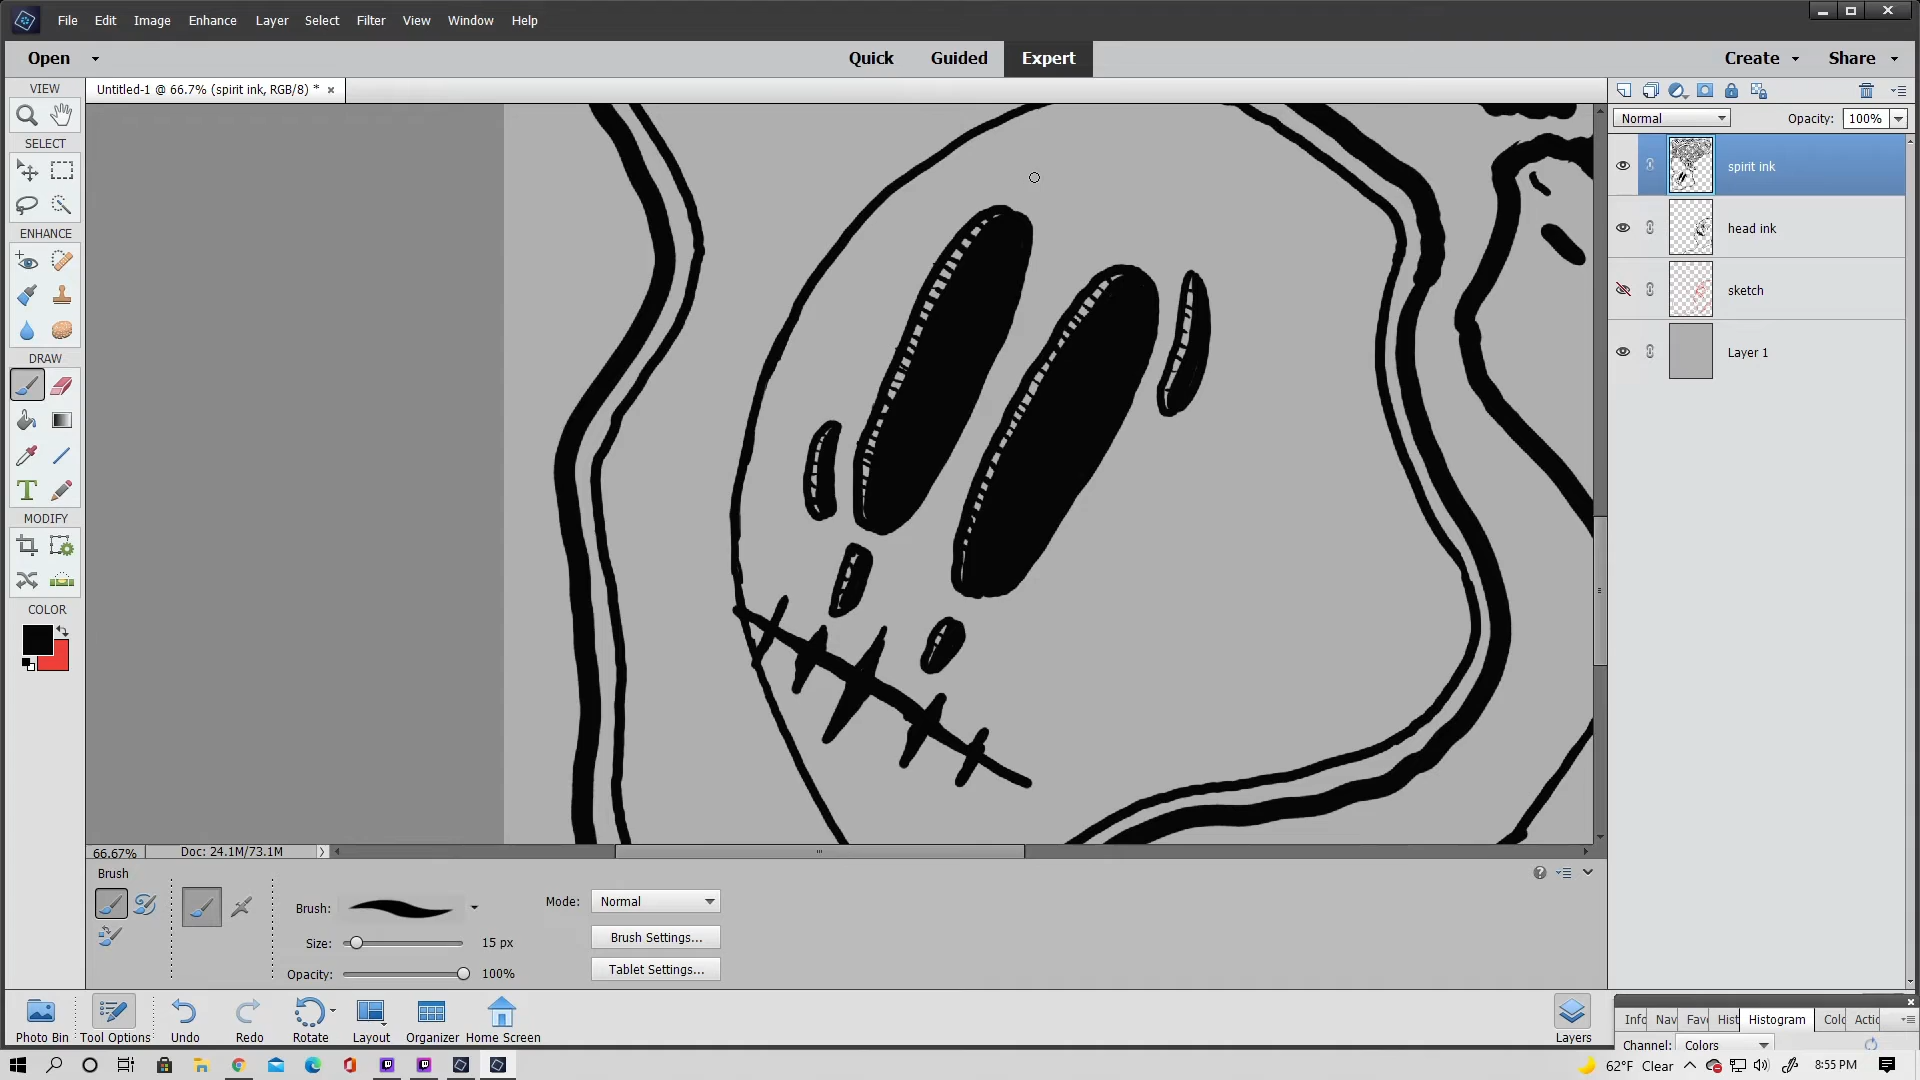 File Edit Image Enhance Layer Select Filter View Window Help
Open Quick Guided Expert Create Share
VIEW
Untitled-1 @ 66.7% (spirit ink, RGB/8) * ×
Normal Opacity: 100%
SELECT
spirit ink
head ink
ENHANCE
sketch
DRAW
Layer 1
T
MODIFY
COLOR
66.67% Doc: 24.1M/73.1M
Brush
Brush: Mode: Normal
Size: 15 px Brush Settings...
Opacity: 100% Tablet Settings...
Photo Bin Tool Options Undo Redo Rotate Layout Organizer Home Screen Layers
Histogram
Channel: Colors
62°F Clear 8:55 PM